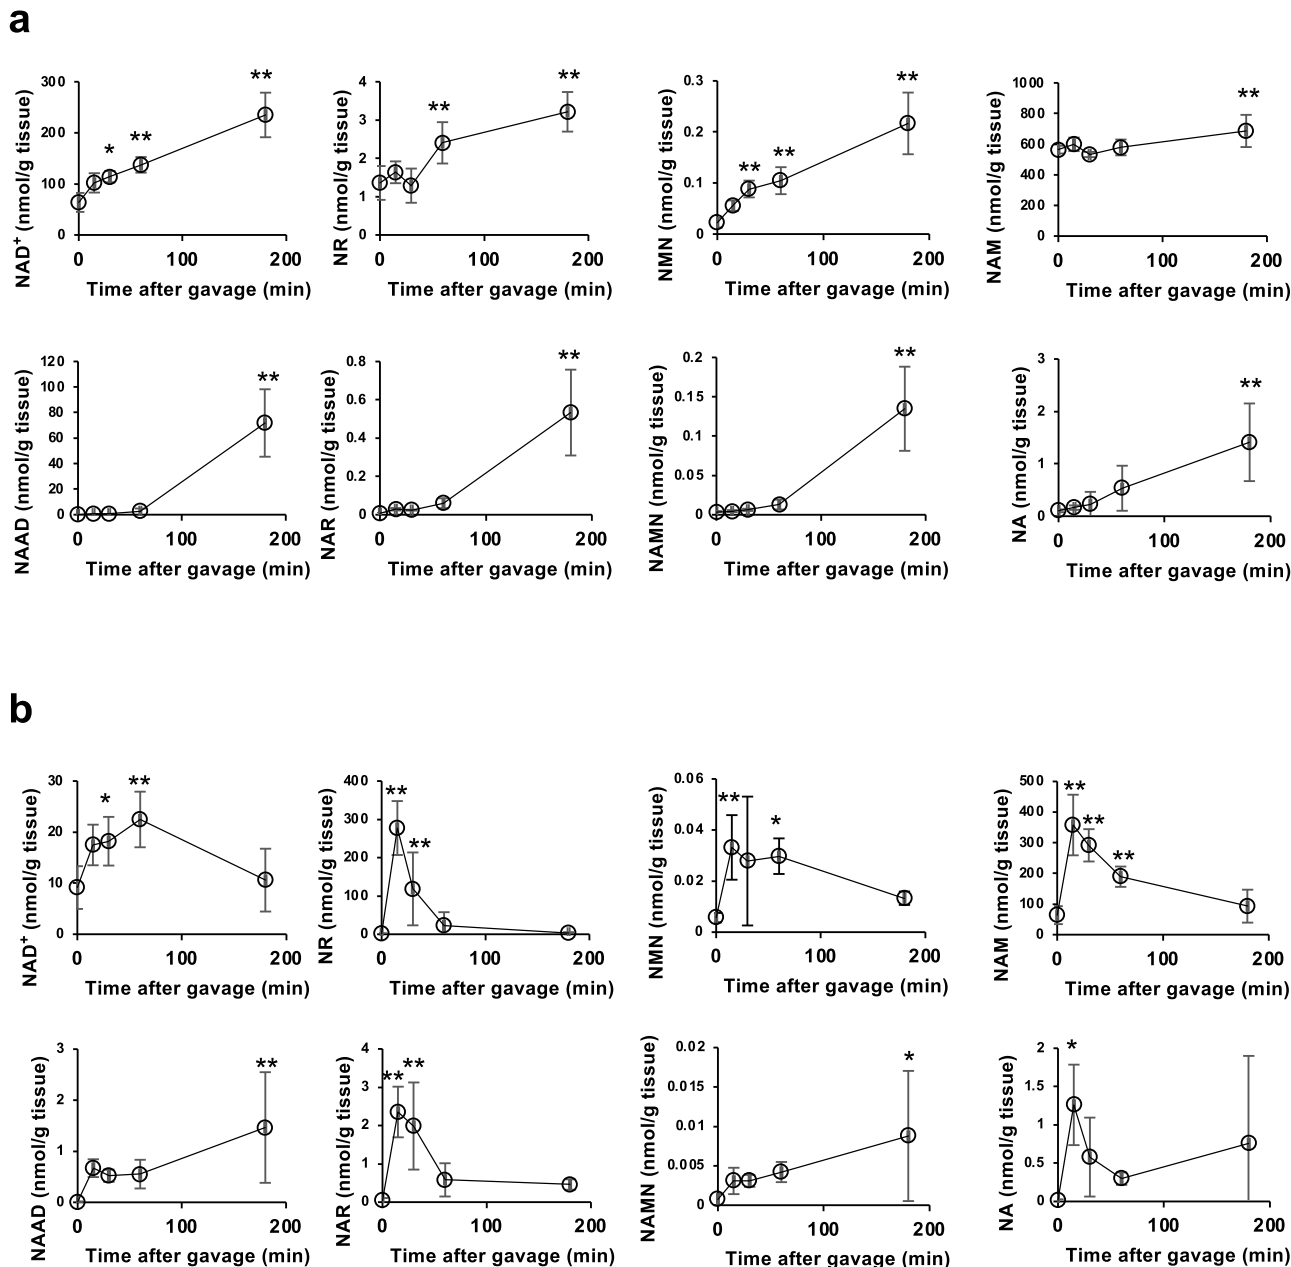 a
NAD+ (nmol/g tissue)
300
200
100
0
* ** **
0 100 200
Time after gavage (min)
NR (nmol/g tissue)
4
3
2
1
0
** **
0 100 200
Time after gavage (min)
NMN (nmol/g tissue)
0.3
0.2
0.1
0
** ** **
0 100 200
Time after gavage (min)
NAM (nmol/g tissue)
1000
800
600
400
200
0
**
0 100 200
Time after gavage (min)
NAAD (nmol/g tissue)
120
100
80
60
40
20
0
**
0 100 200
Time after gavage (min)
NAR (nmol/g tissue)
0.8
0.6
0.4
0.2
0
**
0 100 200
Time after gavage (min)
NAMN (nmol/g tissue)
0.2
0.15
0.1
0.05
0
**
0 100 200
Time after gavage (min)
NA (nmol/g tissue)
3
2
1
0
**
0 100 200
Time after gavage (min)
b
NAD+ (nmol/g tissue)
30
20
10
0
* **
0 100 200
Time after gavage (min)
NR (nmol/g tissue)
400
300
200
100
0
** **
0 100 200
Time after gavage (min)
NMN (nmol/g tissue)
0.06
0.04
0.02
0
** *
0 100 200
Time after gavage (min)
NAM (nmol/g tissue)
500
400
300
200
100
0
** ** **
0 100 200
Time after gavage (min)
NAAD (nmol/g tissue)
3
2
1
0
**
0 100 200
Time after gavage (min)
NAR (nmol/g tissue)
4
3
2
1
0
** **
0 100 200
Time after gavage (min)
NAMN (nmol/g tissue)
0.02
0.015
0.01
0.005
0
*
0 100 200
Time after gavage (min)
NA (nmol/g tissue)
2
1.5
1
0.5
0
*
0 100 200
Time after gavage (min)